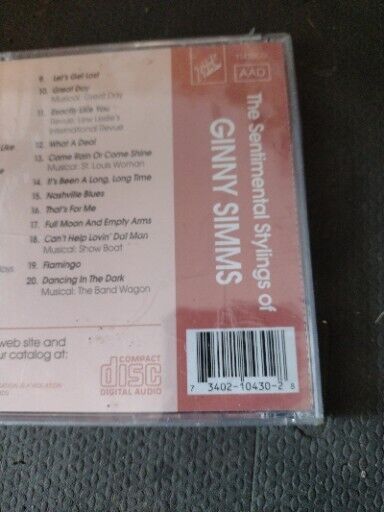 9. Let's Get Lost
10. Great Day
Musical: Great Day
11. Exactly Like You
Revue: Lew Leslie's
International Revue
Like
12. What A Deal
13. Come Rain Or Come Shine
Musical: St. Louis Woman
14. It's Been A Long, Long Time
15. Nashville Blues
16. That's For Me
17. Full Moon And Empty Arms
18. Can't Help Lovin' Dat Man
Musical: Show Boat
19. Flamingo
20. Dancing In The Dark
Musical: The Band Wagon
web site and
ur catalog at:
COMPACT
disc
DIGITAL AUDIO
AAD
The Sentimental Stylings of
GINNY SIMMS
7 3402-10430-2 8